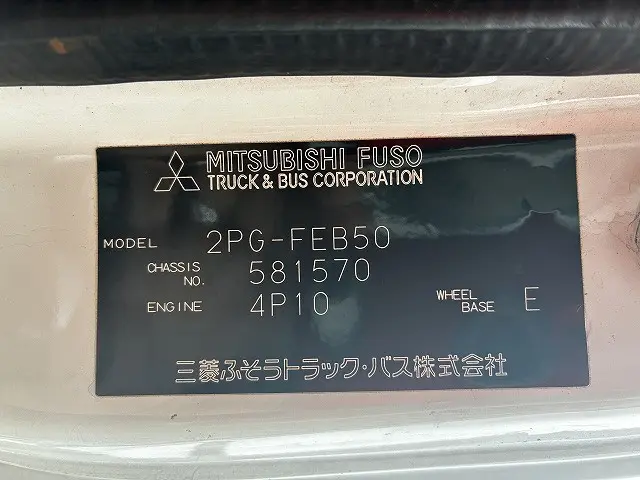 MITSUBISHI FUSO
TRUCK & BUS CORPORATION
MODEL 2PG-FEB50
CHASSIS NO. 581570
ENGINE 4P10 WHEEL BASE E
三菱ふそうトラック・バス株式会社